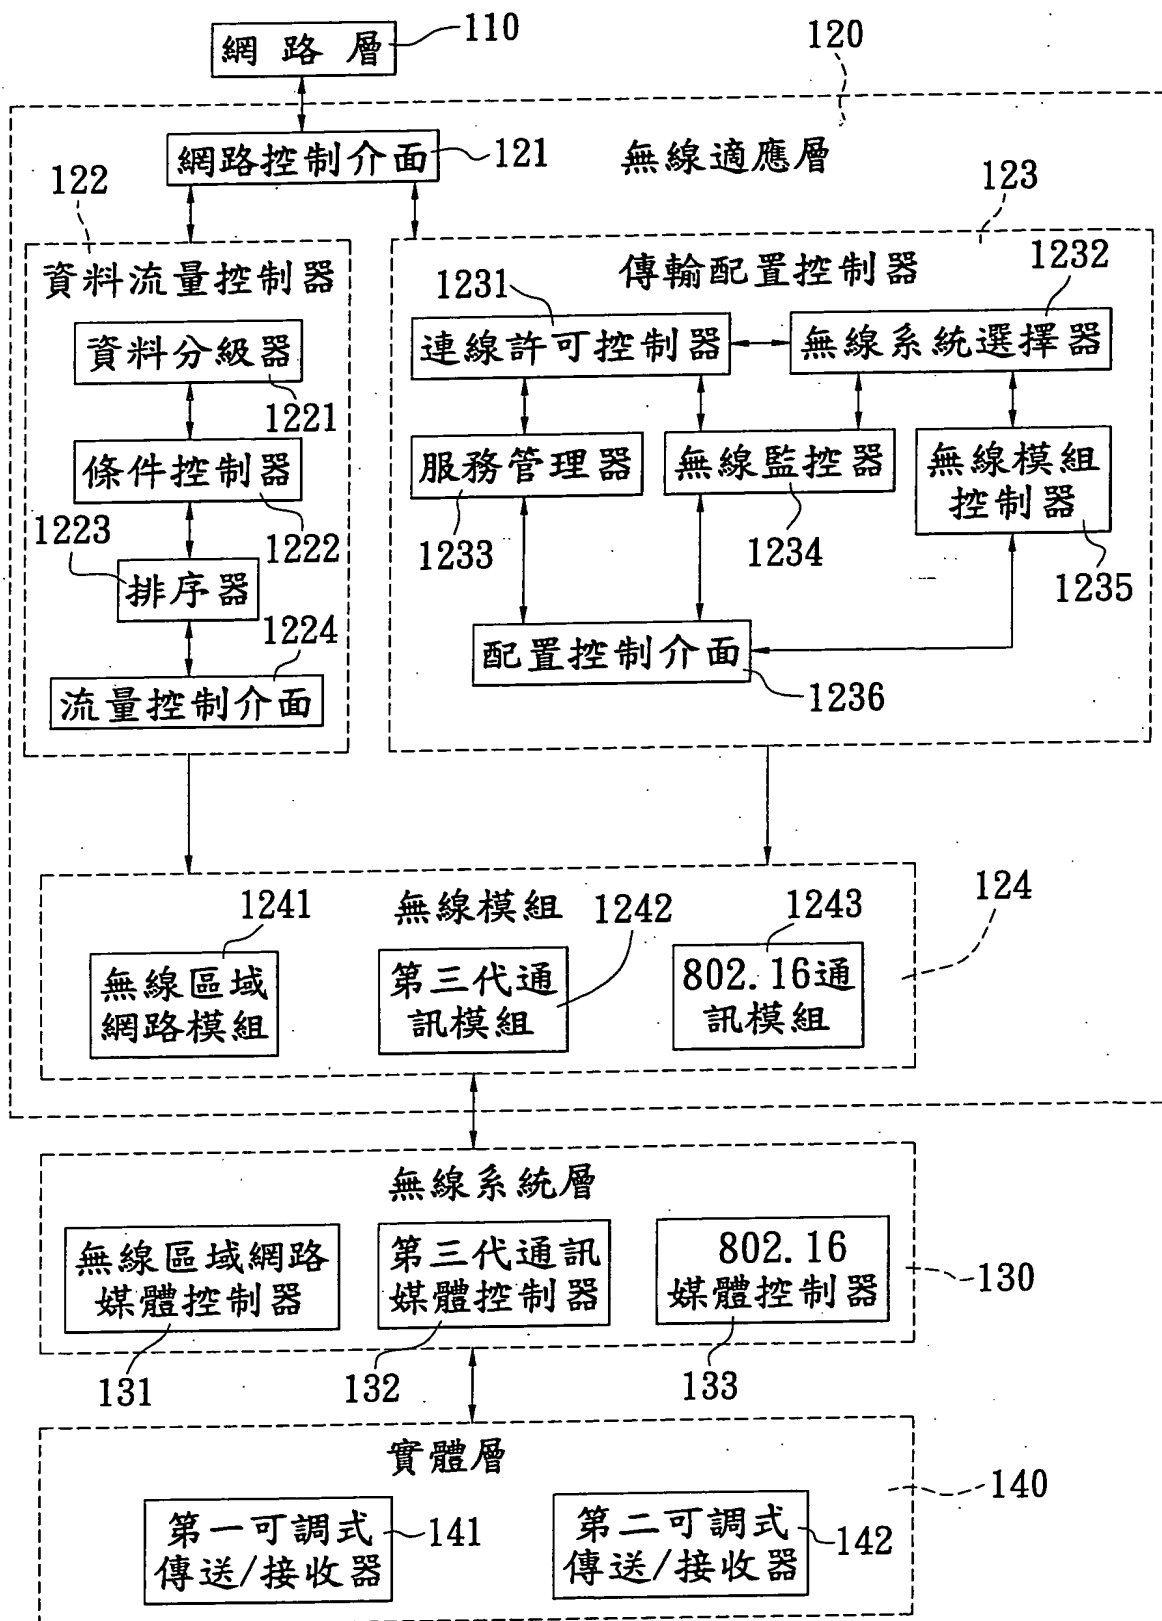 網路層
110
120
網路控制介面
121
無線適應層
122
123
資料流量控制器
傳輸配置控制器
1231
1232
資料分級器
連線許可控制器
無線系統選擇器
1221
條件控制器
服務管理器
無線監控器
無線模組
控制器
1223
1222
1233
1234
1235
排序器
1224
配置控制介面
流量控制介面
1236
1241
無線模組
1242
1243
124
無線區域
網路模組
第三代通
訊模組
802.16通
訊模組
無線系統層
無線區域網路
媒體控制器
第三代通訊
媒體控制器
802.16
媒體控制器
130
131
132
133
實體層
140
第一可調式
傳送/接收器
141
第二可調式
傳送/接收器
142